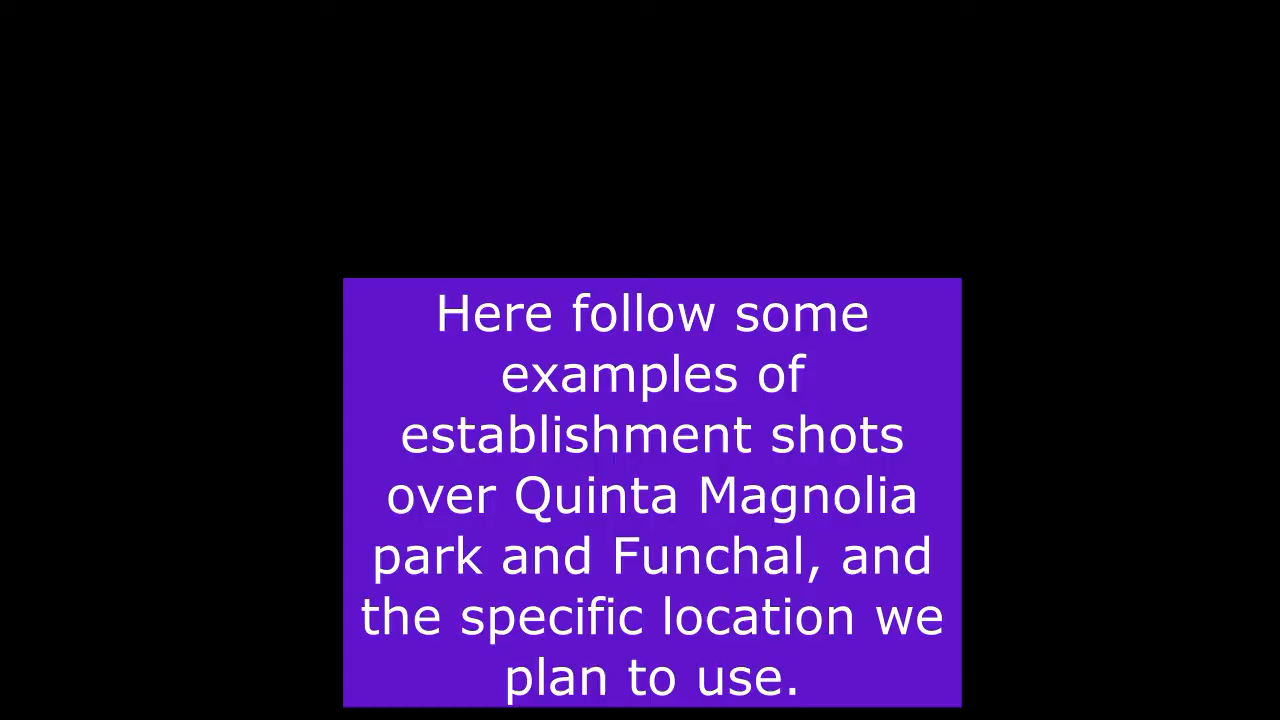 Here follow some
examples of
establishment shots
over Quinta Magnolia
park and Funchal, and
the specific location we
plan to use.